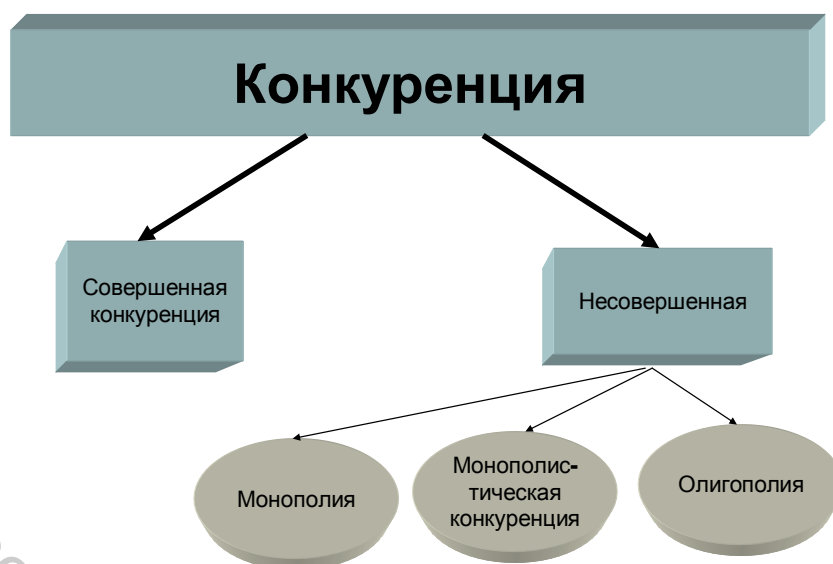 Конкуренция
Совершенная
конкуренция
Несовершенная
Монополия
Монополис-
тическая
конкуренция
Олигополия